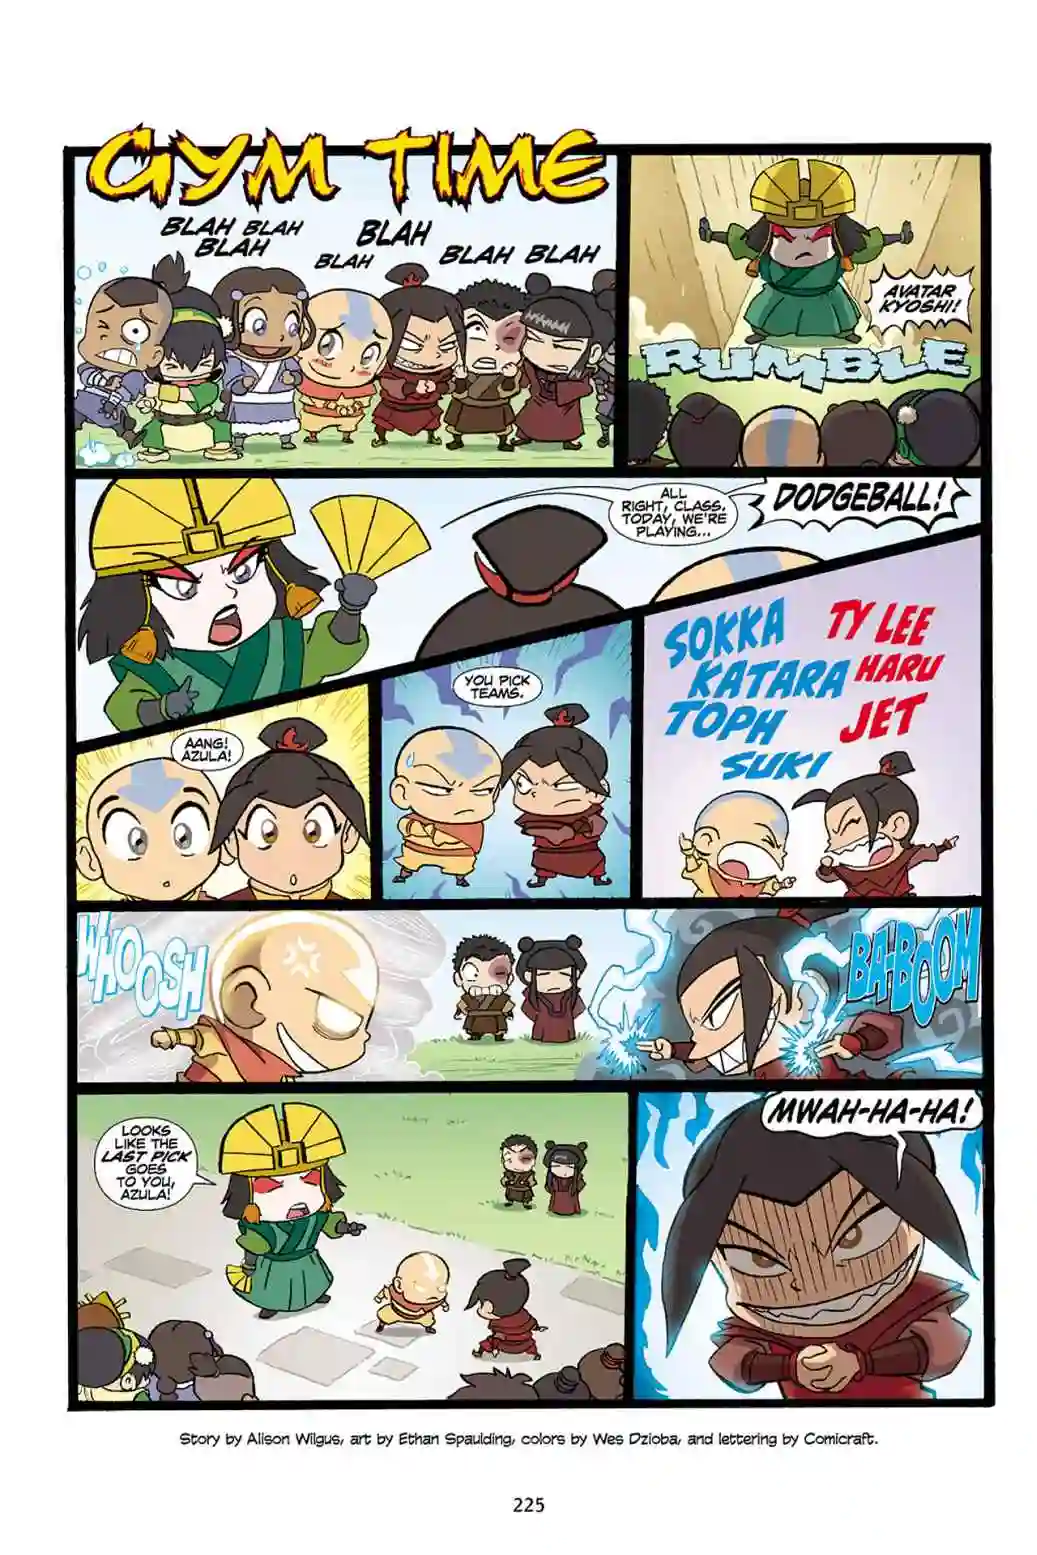 GYM TIME
BLAH BLAH
BLAH
BLAH
BLAH
BLAH BLAH
AVATAR
KYOSHI!
RUMBLE
ALL
RIGHT, CLASS.
TODAY, WE'RE
PLAYING...
DODGEBALL!
AANG!
AZULA!
YOU PICK
TEAMS.
SOKKA
KATARA
TOPH
SUKI
TY LEE
HARU
JET
WHOOSH
BA-BOOM
LOOKS
LIKE THE
LAST PICK
GOES
TO YOU,
AZULA!
MWAH-HA-HA!
Story by Alison Wilgus, art by Ethan Spaulding, colors by Wes Dzioba, and lettering by Comicraft.
225